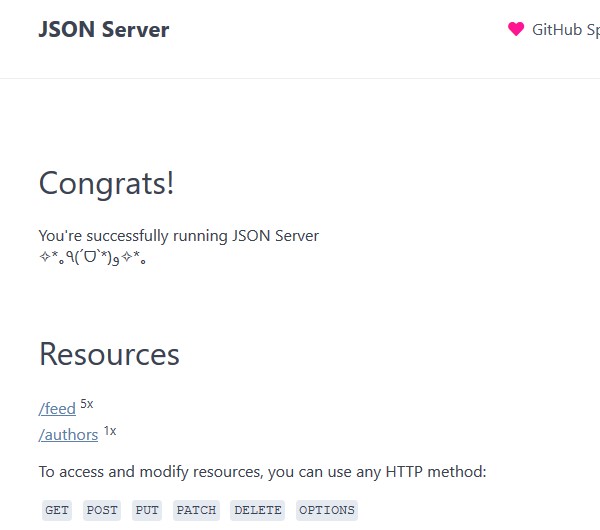 JSON Server
GitHub
Congrats!
You're successfully running JSON Server
✧*｡٩(ˊᗜˋ*)و✧*｡
Resources
/feed 5x
/authors 1x
To access and modify resources, you can use any HTTP method:
GET POST PUT PATCH DELETE OPTIONS